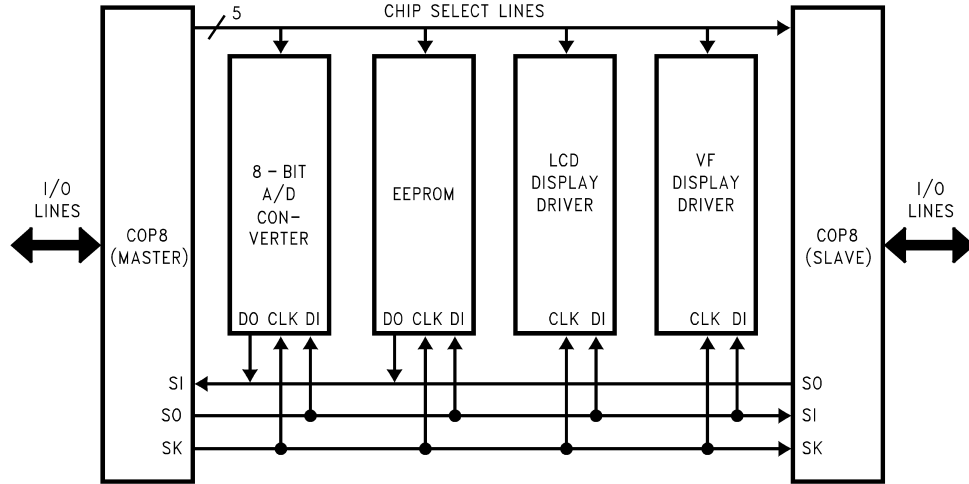 5
CHIP SELECT LINES
I/O
LINES
COP8
(MASTER)
8 – BIT
A/D
CON–
VERTER
DO CLK DI
EEPROM
DO CLK DI
LCD
DISPLAY
DRIVER
CLK DI
VF
DISPLAY
DRIVER
CLK DI
COP8
(SLAVE)
I/O
LINES
SI
SO
SK
SO
SI
SK